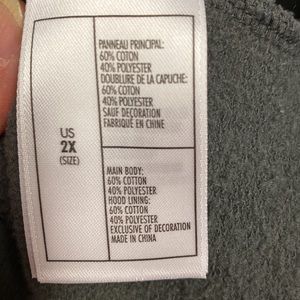 PANNEAU PRINCIPAL:
60% COTON
40% POLYESTER
DOUBLURE DE LA CAPUCHE:
60% COTON
40% POLYESTER
SAUF DECORATION
FABRIQUÉ EN CHINE
US
2X
(SIZE)
MAIN BODY:
60% COTTON
40% POLYESTER
HOOD LINING:
60% COTTON
40% POLYESTER
EXCLUSIVE OF DECORATION
MADE IN CHINA